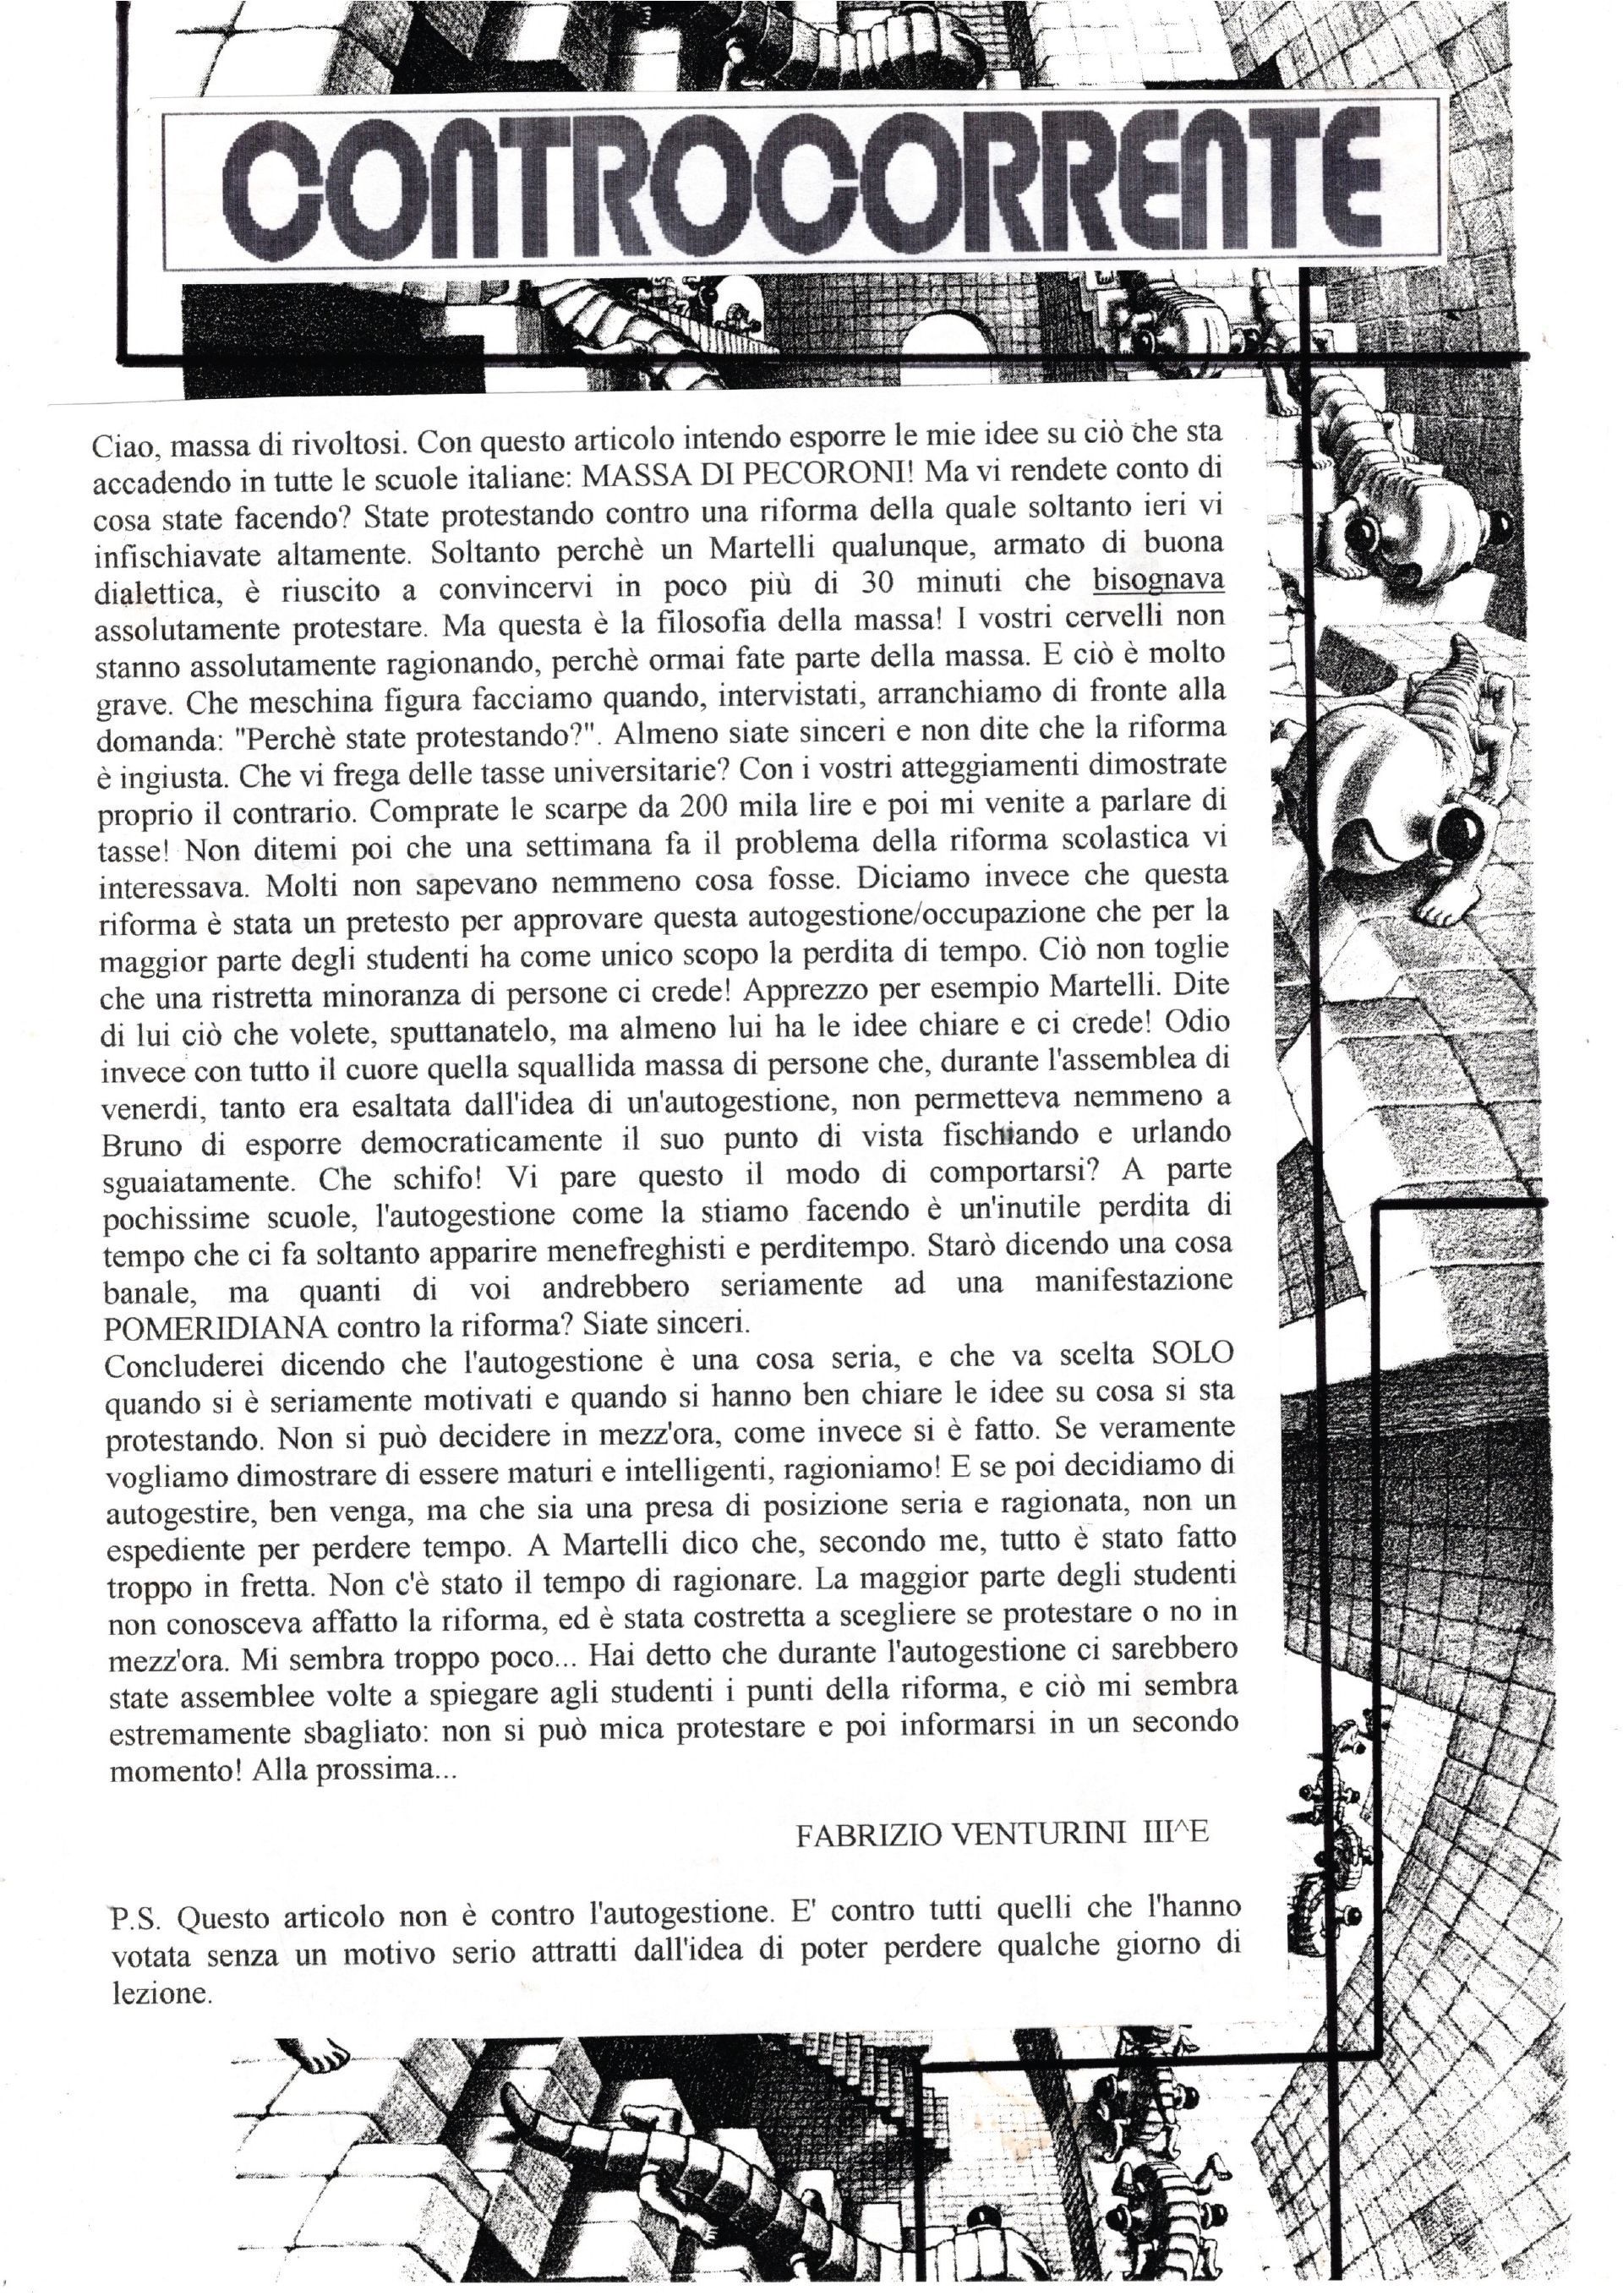 CONTROCORRENTE
Ciao, massa di rivoltosi. Con questo articolo intendo esporre le mie idee su ciò che sta
accadendo in tutte le scuole italiane: MASSA DI PECORONI! Ma vi rendete conto di
cosa state facendo? State protestando contro una riforma della quale soltanto ieri vi
infischiavate altamente. Soltanto perchè un Martelli qualunque, armato di buona
dialettica, è riuscito a convincervi in poco più di 30 minuti che bisognava
assolutamente protestare. Ma questa è la filosofia della massa! I vostri cervelli non
stanno assolutamente ragionando, perchè ormai fate parte della massa. E ciò è molto
grave. Che meschina figura facciamo quando, intervistati, arranchiamo di fronte alla
domanda: "Perchè state protestando?". Almeno siate sinceri e non dite che la riforma
è ingiusta. Che vi frega delle tasse universitarie? Con i vostri atteggiamenti dimostrate
proprio il contrario. Comprate le scarpe da 200 mila lire e poi mi venite a parlare di
tasse! Non ditemi poi che una settimana fa il problema della riforma scolastica vi
interessava. Molti non sapevano nemmeno cosa fosse. Diciamo invece che questa
riforma è stata un pretesto per approvare questa autogestione/occupazione che per la
maggior parte degli studenti ha come unico scopo la perdita di tempo. Ciò non toglie
che una ristretta minoranza di persone ci crede! Apprezzo per esempio Martelli. Dite
di lui ciò che volete, sputtanatelo, ma almeno lui ha le idee chiare e ci crede! Odio
invece con tutto il cuore quella squallida massa di persone che, durante l'assemblea di
venerdi, tanto era esaltata dall'idea di un'autogestione, non permetteva nemmeno a
Bruno di esporre democraticamente il suo punto di vista fischiando e urlando
sguaiatamente. Che schifo! Vi pare questo il modo di comportarsi? A parte
pochissime scuole, l'autogestione come la stiamo facendo è un'inutile perdita di
tempo che ci fa soltanto apparire menefreghisti e perditempo. Starò dicendo una cosa
banale, ma quanti di voi andrebbero seriamente ad una manifestazione
POMERIDIANA contro la riforma? Siate sinceri.
Concluderei dicendo che l'autogestione è una cosa seria, e che va scelta SOLO
quando si è seriamente motivati e quando si hanno ben chiare le idee su cosa si sta
protestando. Non si può decidere in mezz'ora, come invece si è fatto. Se veramente
vogliamo dimostrare di essere maturi e intelligenti, ragioniamo! E se poi decidiamo di
autogestire, ben venga, ma che sia una presa di posizione seria e ragionata, non un
espediente per perdere tempo. A Martelli dico che, secondo me, tutto è stato fatto
troppo in fretta. Non c'è stato il tempo di ragionare. La maggior parte degli studenti
non conosceva affatto la riforma, ed è stata costretta a scegliere se protestare o no in
mezz'ora. Mi sembra troppo poco... Hai detto che durante l'autogestione ci sarebbero
state assemblee volte a spiegare agli studenti i punti della riforma, e ciò mi sembra
estremamente sbagliato: non si può mica protestare e poi informarsi in un secondo
momento! Alla prossima...
FABRIZIO VENTURINI III^E
P.S. Questo articolo non è contro l'autogestione. E' contro tutti quelli che l'hanno
votata senza un motivo serio attratti dall'idea di poter perdere qualche giorno di
lezione.